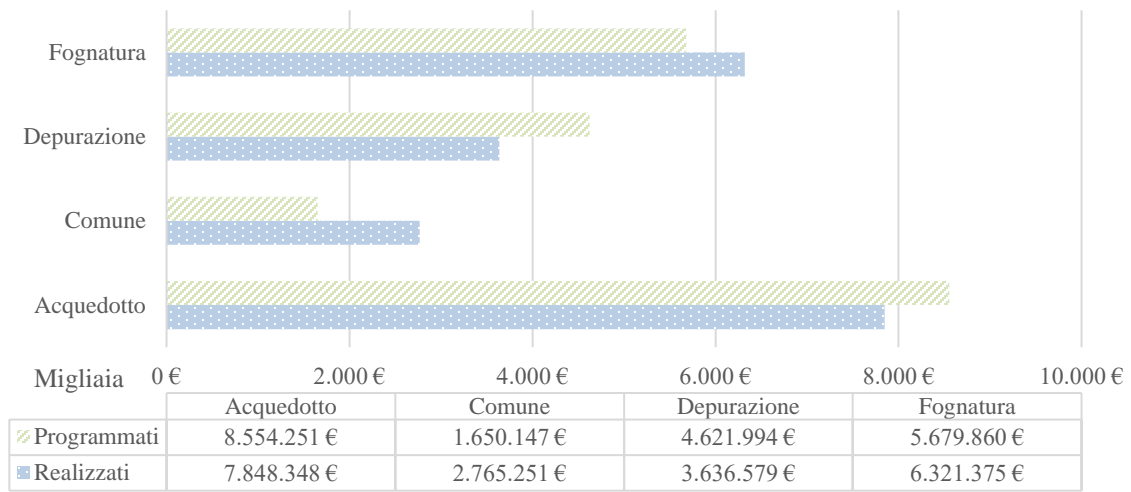 Fognatura
Depurazione
Comune
Acquedotto
Migliaia 0 € 2.000 € 4.000 € 6.000 € 8.000 € 10.000 €
Acquedotto Comune Depurazione Fognatura
Programmati 8.554.251 € 1.650.147 € 4.621.994 € 5.679.860 €
Realizzati 7.848.348 € 2.765.251 € 3.636.579 € 6.321.375 €